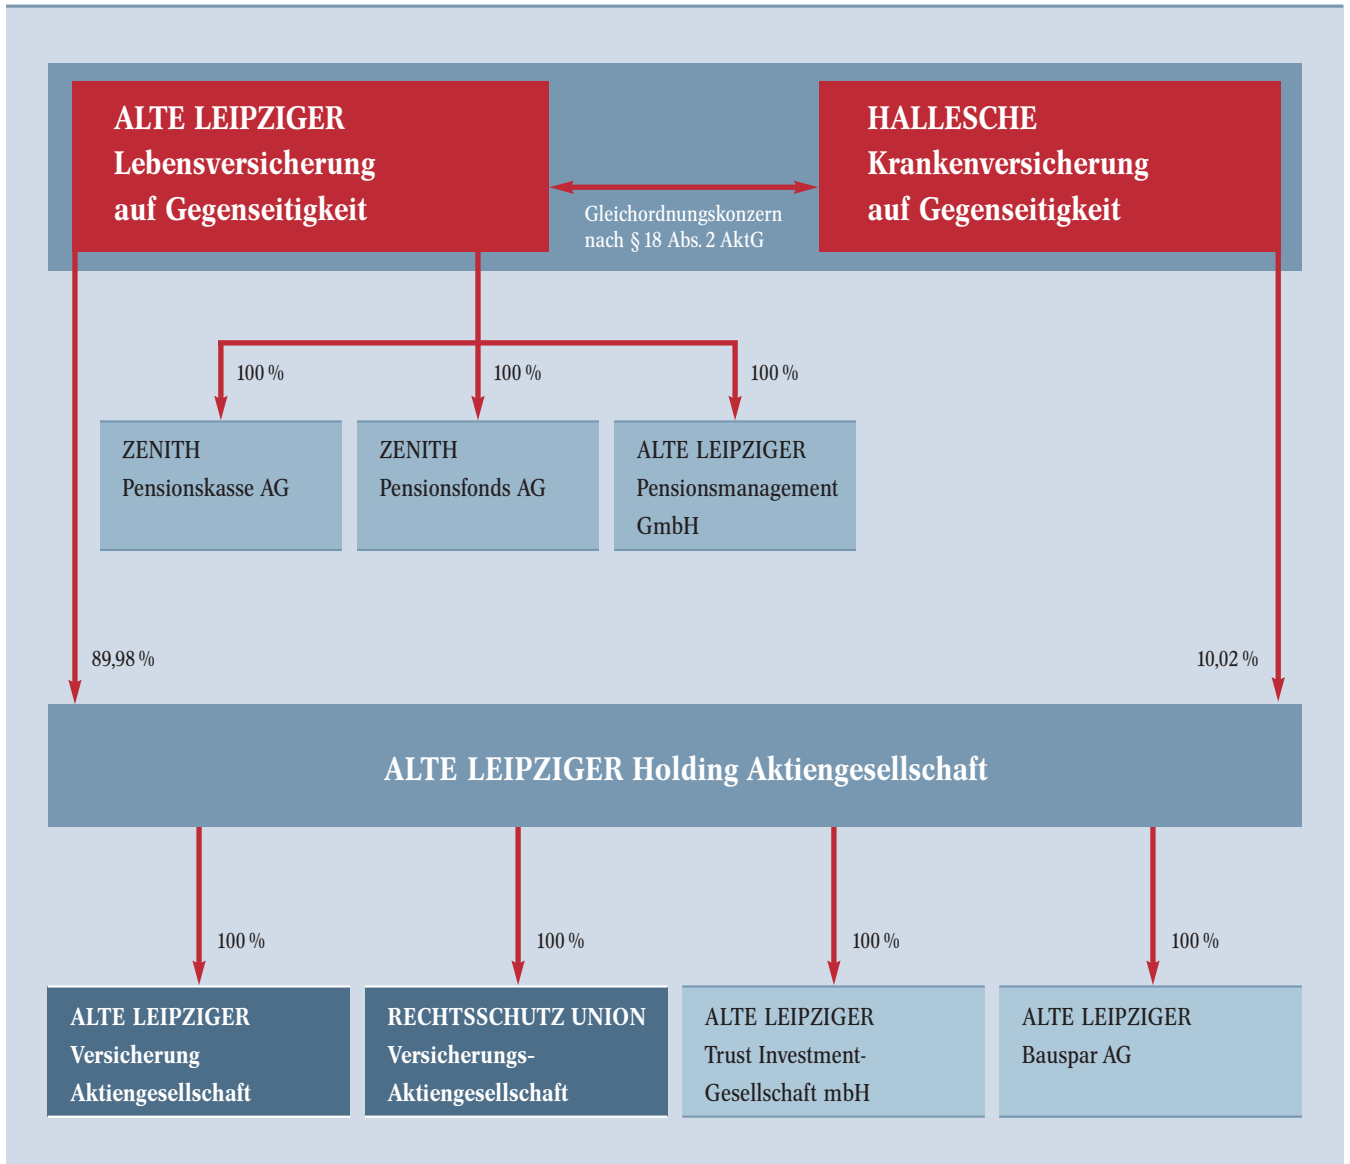 ALTE LEIPZIGER
Lebensversicherung
auf Gegenseitigkeit
Gleichordnungskonzern
nach § 18 Abs. 2 AktG
HALLESCHE
Krankenversicherung
auf Gegenseitigkeit
100 %
100 %
100 %
ZENITH
Pensionskasse AG
ZENITH
Pensionsfonds AG
ALTE LEIPZIGER
Pensionsmanagement
GmbH
89,98 %
10,02 %
ALTE LEIPZIGER Holding Aktiengesellschaft
100 %
100 %
100 %
100 %
ALTE LEIPZIGER
Versicherung
Aktiengesellschaft
RECHTSSCHUTZ UNION
Versicherungs-
Aktiengesellschaft
ALTE LEIPZIGER
Trust Investment-
Gesellschaft mbH
ALTE LEIPZIGER
Bauspar AG